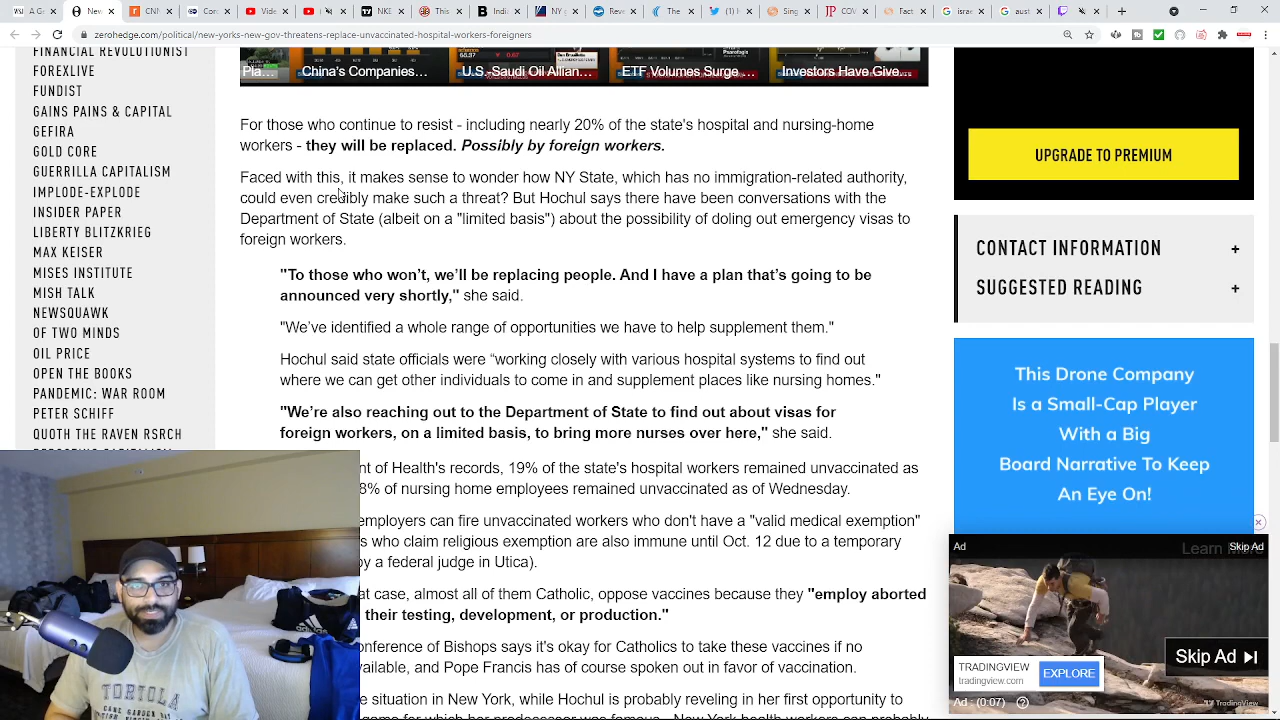 zerohedge.com/political/news-new-gov-threatens-replace-unvaccinated-hospital-workers-foreigners
FINANCIAL REVOLUTIONIST
FOREXLIVE
FUNDIST
GAINS PAINS & CAPITAL
GEFIRA
GOLD CORE
GUERRILLA CAPITALISM
IMPLODE-EXPLODE
INSIDER PAPER
LIBERTY BLITZKRIEG
MAX KEISER
MISES INSTITUTE
MISH TALK
NEWSQUAWK
OF TWO MINDS
OIL PRICE
OPEN THE BOOKS
PANDEMIC: WAR ROOM
PETER SCHIFF
QUOTH THE RAVEN RSRCH
Pla...
China's Companies...
U.S.-Saudi Oil Allian...
ETF Volumes Surge ...
Investors Have Give...
For those who continue to resist - including nearly 20% of the state's hospital and nursing-home
workers - they will be replaced. Possibly by foreign workers.
Faced with this, it makes sense to wonder how NY State, which has no immigration-related authority,
could even credibly make such a threat? But Hochul says there have been conversations with the
Department of State (albeit on a "limited basis") about the possibility of doling out emergency visas to
foreign workers.
"To those who won't, we'll be replacing people. And I have a plan that's going to be
announced very shortly," she said.
"We've identified a whole range of opportunities we have to help supplement them."
Hochul said state officials were "working closely with various hospital systems to find out
where we can get other individuals to come in and supplement places like nursing homes."
"We're also reaching out to the Department of State to find out about visas for
foreign workers, on a limited basis, to bring more nurses over here," she said.
nt of Health's records, 19% of the state's hospital workers remained unvaccinated as
8% of nursing home employees remained unvaccinated as of Wednesday.
employers can fire unvaccinated workers who don't have a "valid medical exemption"
s who claim religious exemption are also immune until Oct. 12 due to a temporary
by a federal judge in Utica).
at case, almost all of them Catholic, oppose vaccines because they "employ aborted
their testing, development, or production."
onference of Bishops says it's okay for Catholics to take these vaccines if no
vailable, and Pope Francis has of course spoken out in favor of vaccination.
e situation in New York, while Hochul is probably reveling in her first opportunity to
UPGRADE TO PREMIUM
CONTACT INFORMATION +
SUGGESTED READING +
This Drone Company
Is a Small-Cap Player
With a Big
Board Narrative To Keep
An Eye On!
Ad
Skip Ad
Skip Ad
TRADINGVIEW
tradingview.com
EXPLORE
Ad : (0:07)
TradingView